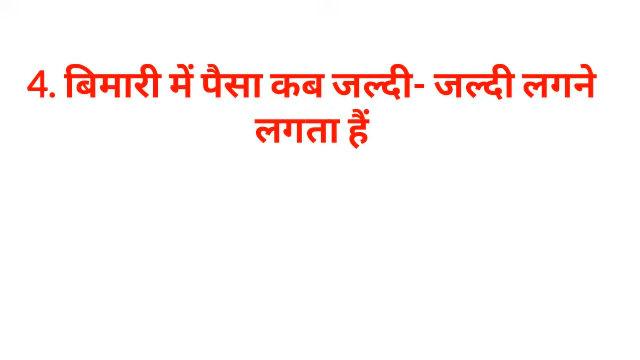 4. बिमारी में पैसा कब जल्दी- जल्दी लगने
लगता हैं